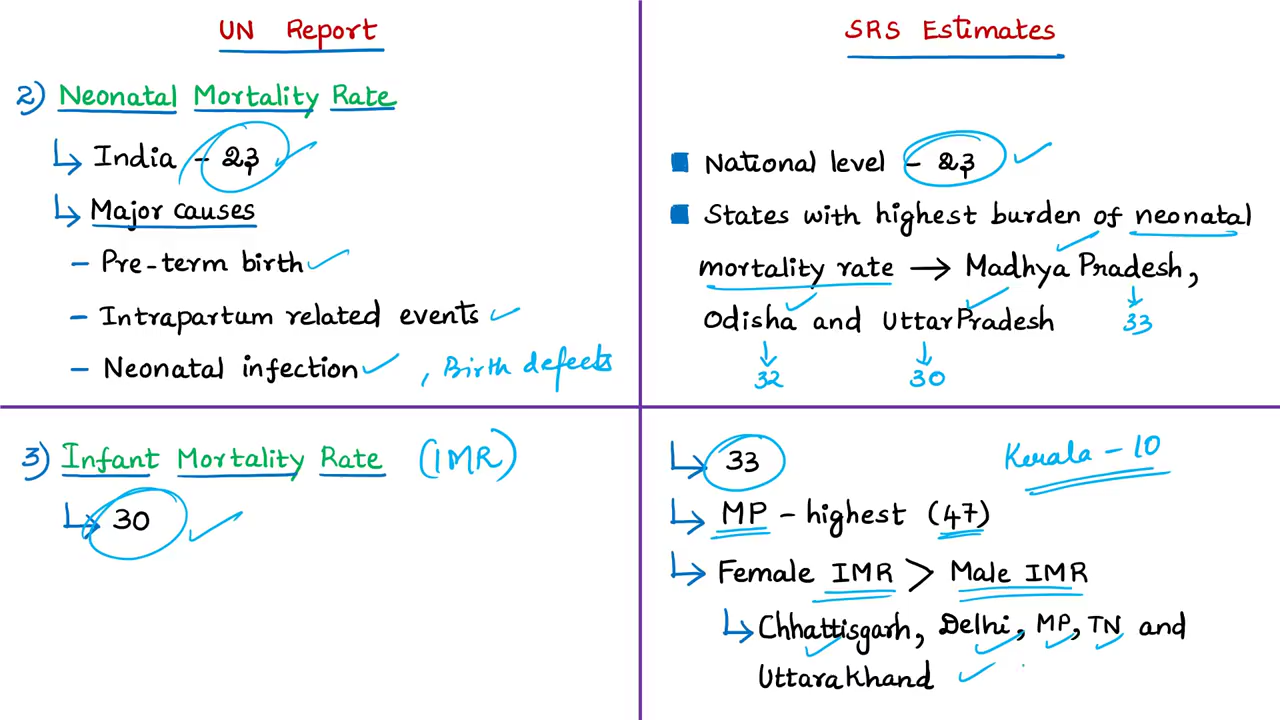 UN Report
2) Neonatal Mortality Rate
India - 23
Major causes
- Pre-term birth
- Intrapartum related events
- Neonatal infection , Birth defects
SRS Estimates
National level - 23
States with highest burden of neonatal
mortality rate → Madhya Pradesh,
33
Odisha and Uttar Pradesh
32 30
3) Infant Mortality Rate (IMR)
30
33 Kerala - 10
MP - highest (47)
Female IMR > Male IMR
Chhattisgarh, Delhi, MP, TN and
Uttarakhand